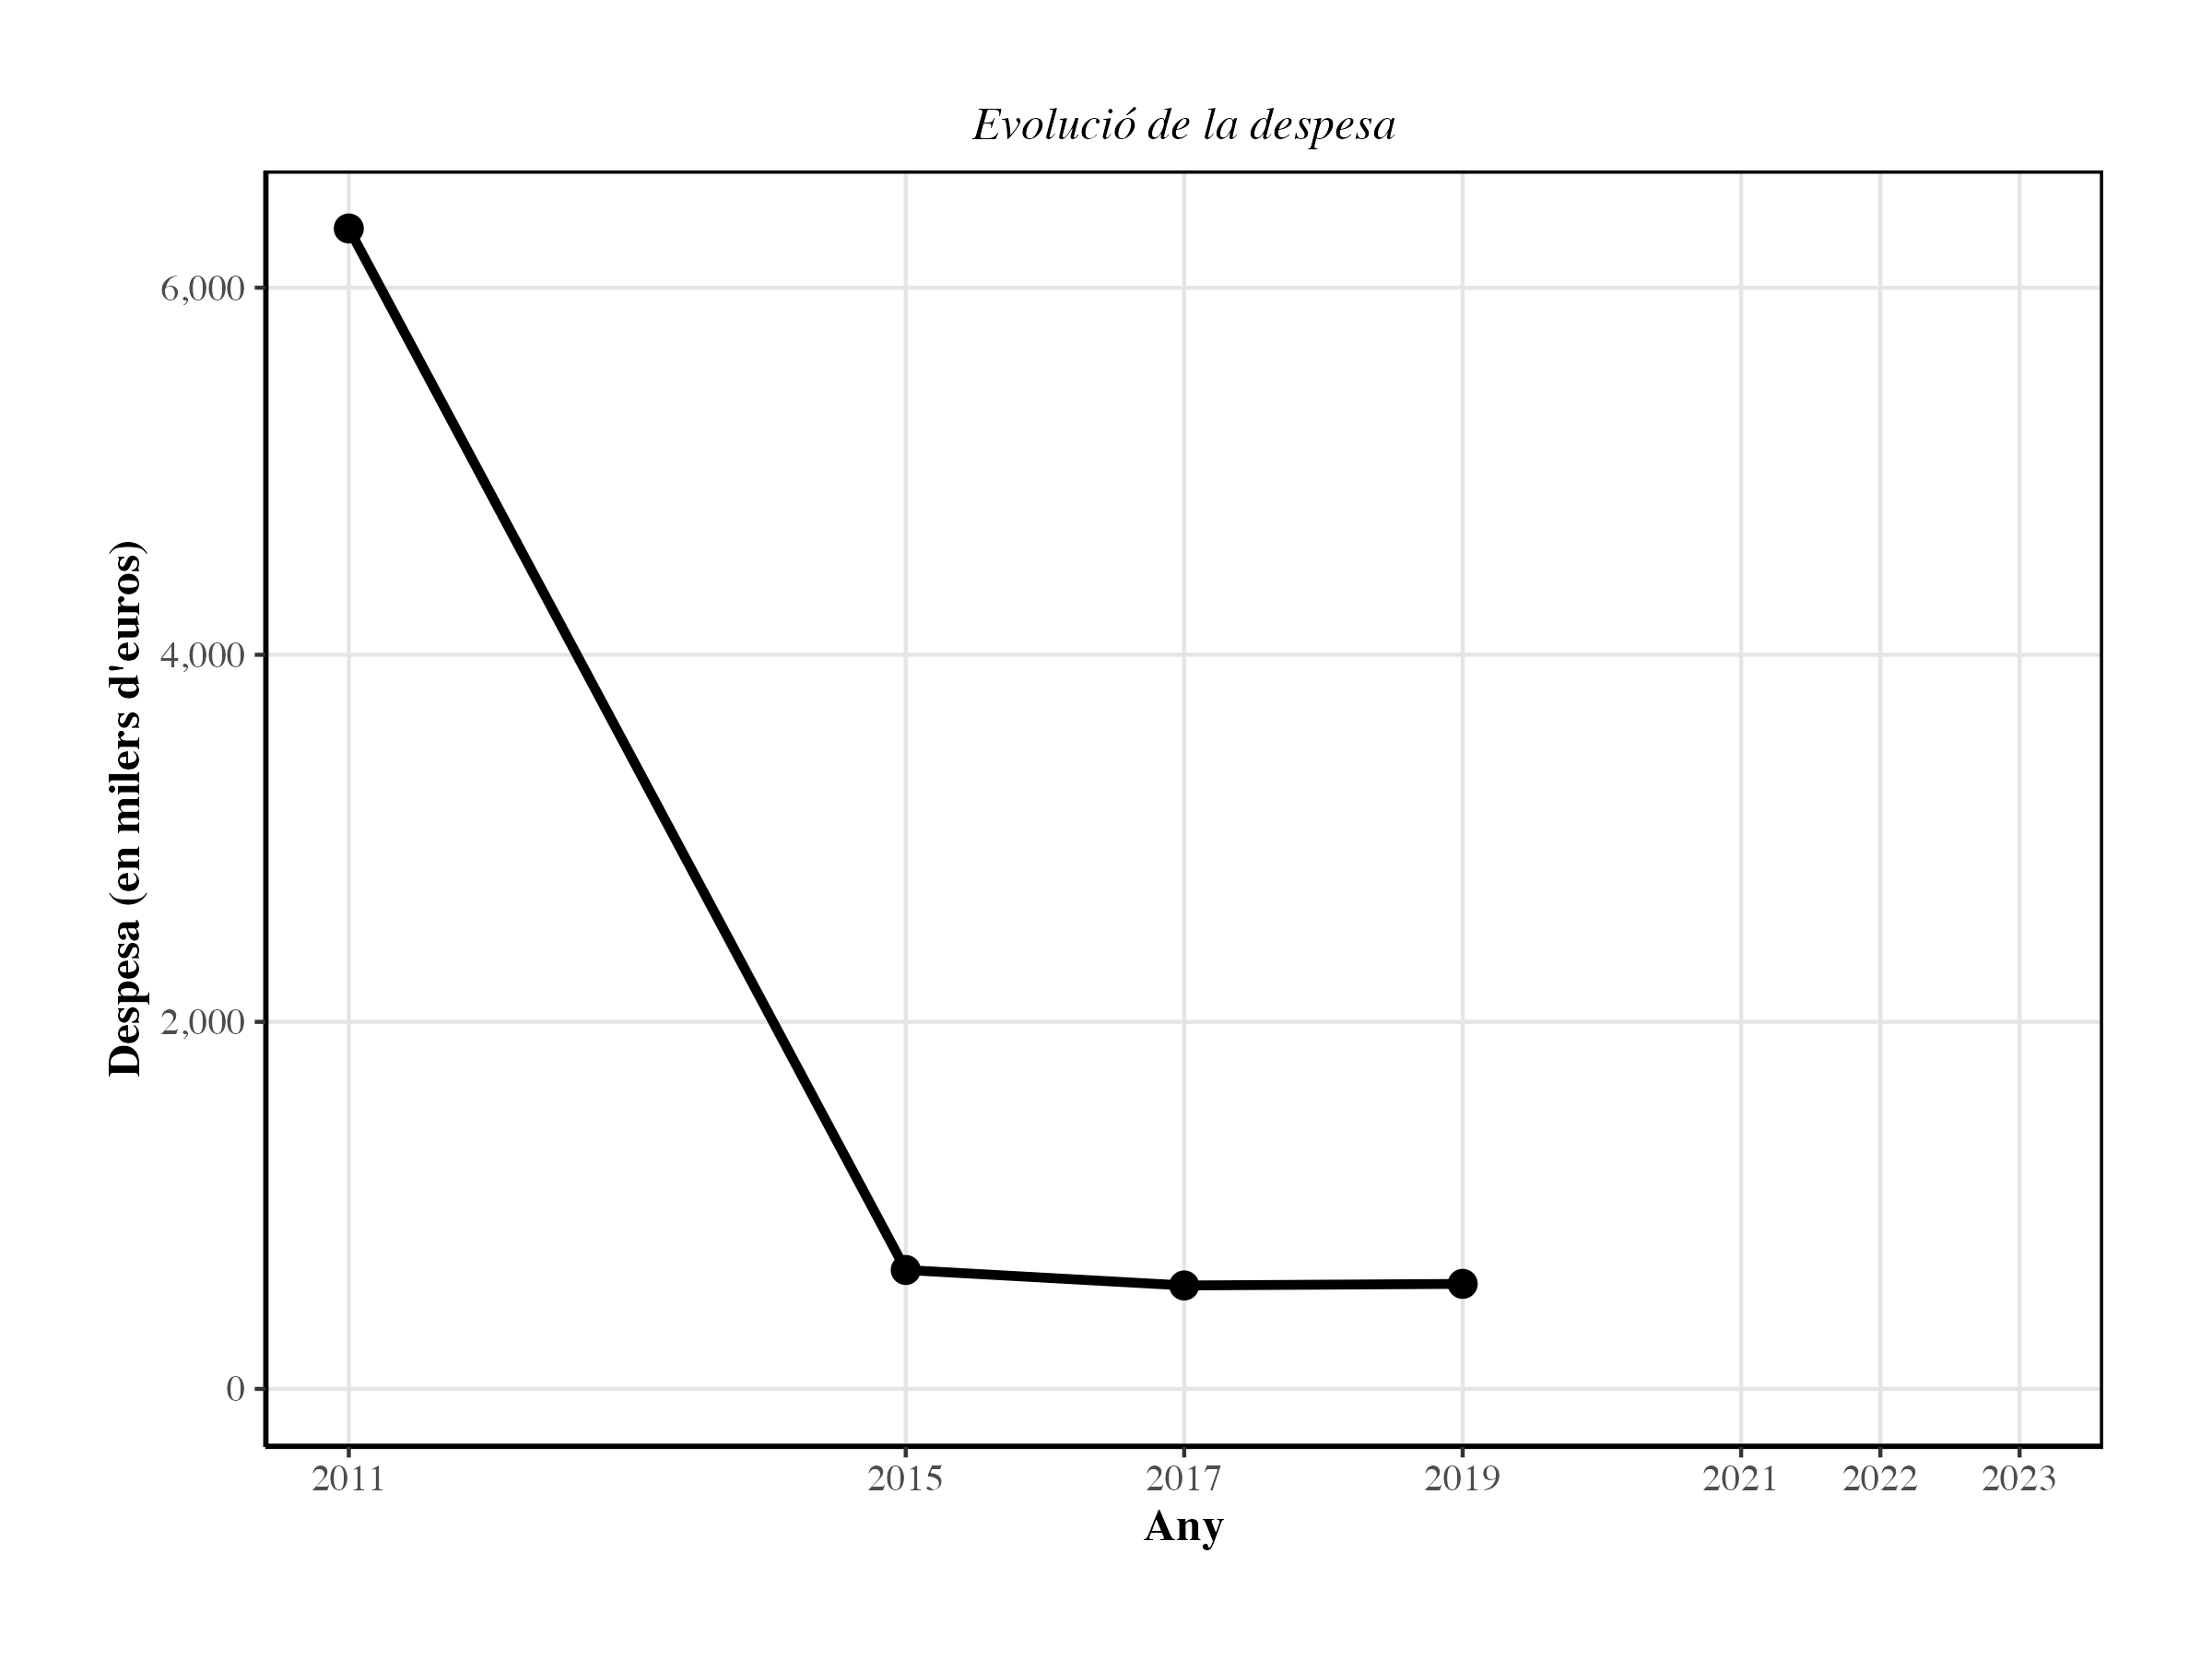 Evolució de la despesa
Despesa (en milers d'euros)
6,000
4,000
2,000
0
2011 2015 2017 2019 2021 2022 2023
Any